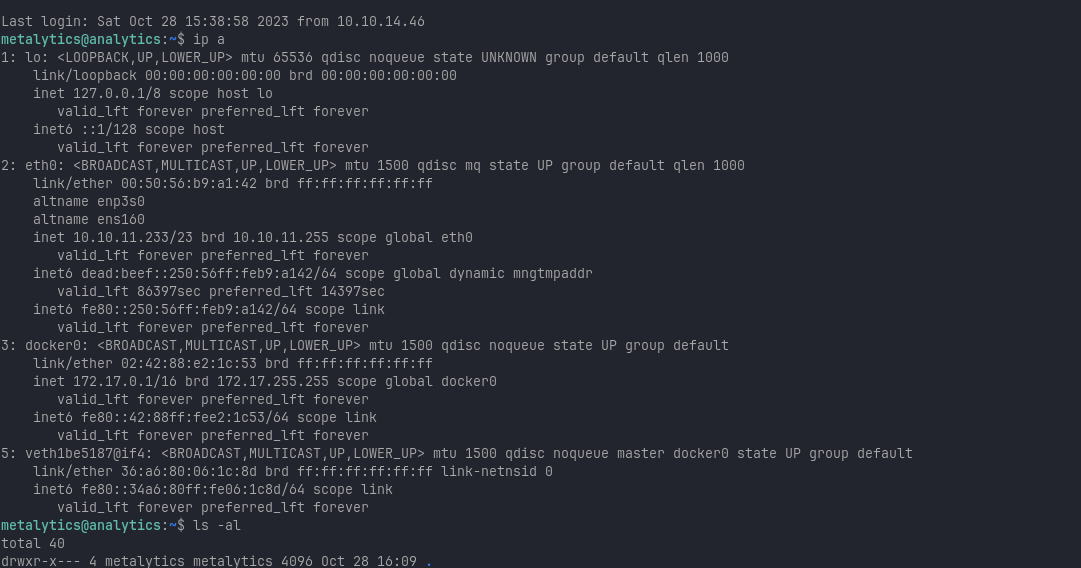 Last login: Sat Oct 28 15:38:58 2023 from 10.10.14.46
metalytics@analytics:~$ ip a
1: lo: <LOOPBACK,UP,LOWER_UP> mtu 65536 qdisc noqueue state UNKNOWN group default qlen 1000
    link/loopback 00:00:00:00:00:00 brd 00:00:00:00:00:00
    inet 127.0.0.1/8 scope host lo
       valid_lft forever preferred_lft forever
    inet6 ::1/128 scope host
       valid_lft forever preferred_lft forever
2: eth0: <BROADCAST,MULTICAST,UP,LOWER_UP> mtu 1500 qdisc mq state UP group default qlen 1000
    link/ether 00:50:56:b9:a1:42 brd ff:ff:ff:ff:ff:ff
    altname enp3s0
    altname ens160
    inet 10.10.11.233/23 brd 10.10.11.255 scope global eth0
       valid_lft forever preferred_lft forever
    inet6 dead:beef::250:56ff:feb9:a142/64 scope global dynamic mngtmpaddr
       valid_lft 86397sec preferred_lft 14397sec
    inet6 fe80::250:56ff:feb9:a142/64 scope link
       valid_lft forever preferred_lft forever
3: docker0: <BROADCAST,MULTICAST,UP,LOWER_UP> mtu 1500 qdisc noqueue state UP group default
    link/ether 02:42:88:e2:1c:53 brd ff:ff:ff:ff:ff:ff
    inet 172.17.0.1/16 brd 172.17.255.255 scope global docker0
       valid_lft forever preferred_lft forever
    inet6 fe80::42:88ff:fee2:1c53/64 scope link
       valid_lft forever preferred_lft forever
5: veth1be5187@if4: <BROADCAST,MULTICAST,UP,LOWER_UP> mtu 1500 qdisc noqueue master docker0 state UP group default
    link/ether 36:a6:80:06:1c:8d brd ff:ff:ff:ff:ff:ff link-netnsid 0
    inet6 fe80::34a6:80ff:fe06:1c8d/64 scope link
       valid_lft forever preferred_lft forever
metalytics@analytics:~$ ls -al
total 40
drwxr-x--- 4 metalytics metalytics 4096 Oct 28 16:09 .